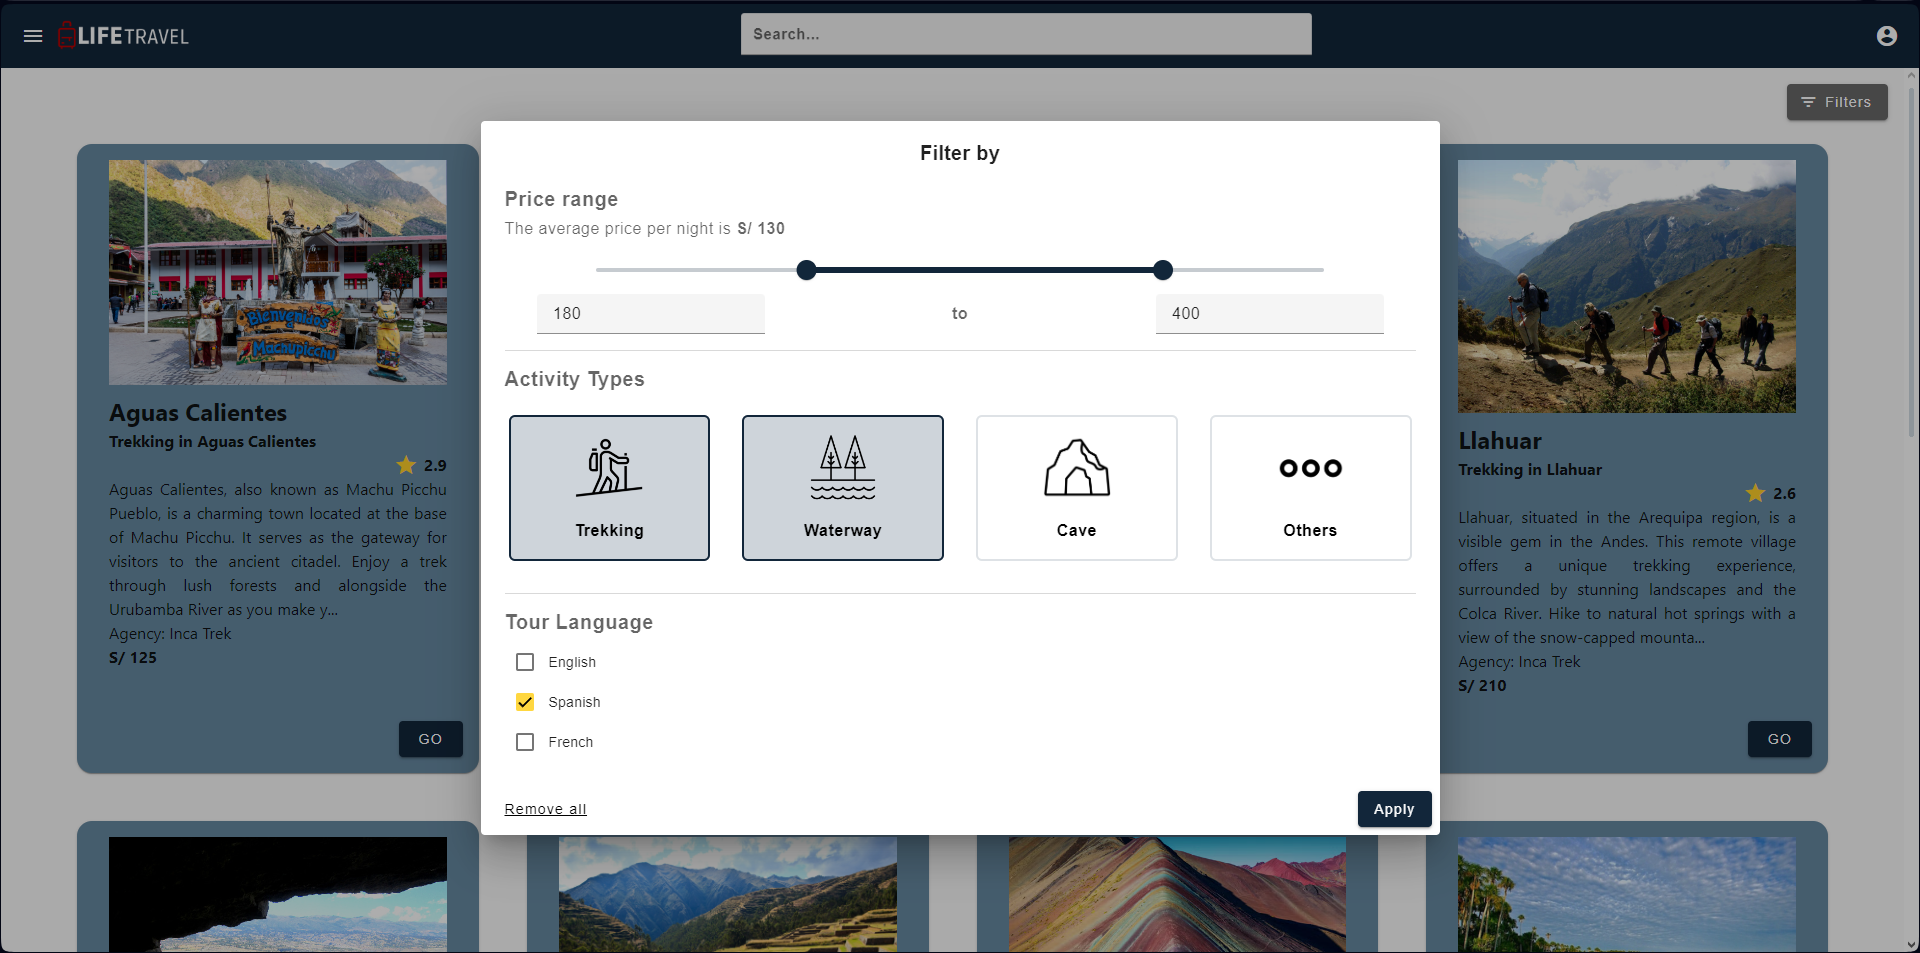 LIFETRAVEL
Search...
Filters
Filter by
Price range
The average price per night is S/ 130
180
to
400
Activity Types
Trekking
Waterway
Cave
Others
Tour Language
English
Spanish
French
Remove all
Apply
Bienvenidos
Machupicchu
Aguas Calientes
Trekking in Aguas Calientes
2.9
Aguas Calientes, also known as Machu Picchu
Pueblo, is a charming town located at the base
of Machu Picchu. It serves as the gateway for
visitors to the ancient citadel. Enjoy a trek
through lush forests and alongside the
Urubamba River as you make y...
Agency: Inca Trek
S/ 125
GO
Llahuar
Trekking in Llahuar
2.6
Llahuar, situated in the Arequipa region, is a
visible gem in the Andes. This remote village
offers a unique trekking experience,
surrounded by stunning landscapes and the
Colca River. Hike to natural hot springs with a
view of the snow-capped mounta...
Agency: Inca Trek
S/ 210
GO